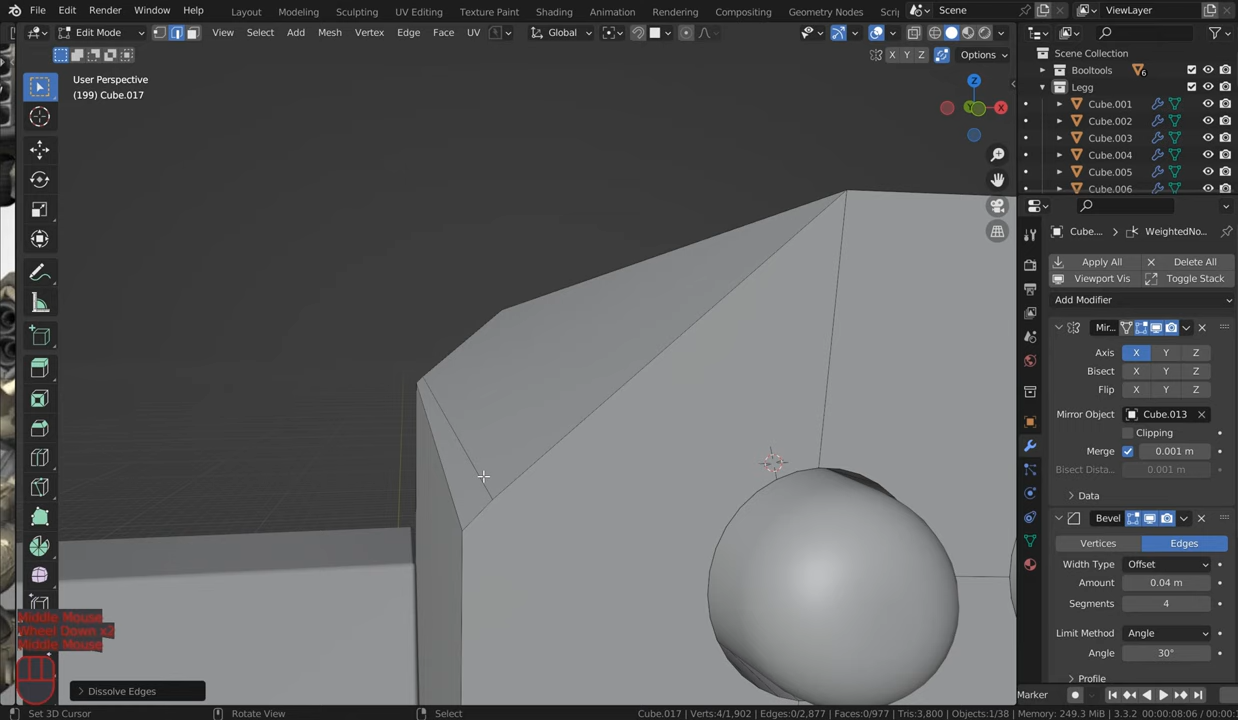 File Edit Render Window Help Layout Modeling Sculpting UV Editing Texture Paint Shading Animation Rendering Compositing Geometry Nodes Scrip Scene ViewLayer
Edit Mode View Select Add Mesh Vertex Edge Face UV Global
X Y Z Options
User Perspective
(199) Cube.017
Z
Y X
Scene Collection
Booltools 6
Legg
Cube.001
Cube.002
Cube.003
Cube.004
Cube.005
Cube.006
Cube.... WeightedNo...
Apply All Delete All
Viewport Vis Toggle Stack
Add Modifier
Mir...
Axis X Y Z
Bisect X Y Z
Flip X Y Z
Mirror Object Cube.013
Clipping
Merge 0.001 m
Bisect Dista... 0.001 m
Data
Bevel
Vertices Edges
Width Type Offset
Amount 0.04 m
Segments 4
Limit Method Angle
Angle 30°
Profile
Middle Mouse
Wheel Down x2
Middle Mouse
Dissolve Edges
Marker
Set 3D Cursor Rotate View Select Cube.017 Verts:4/1,902 Edges:0/2,877 Faces:0/977 Tris:3,800 Objects:1/38 Memory: 249.3 MiB 3.3.2 00:00:08:06 / 00:00: